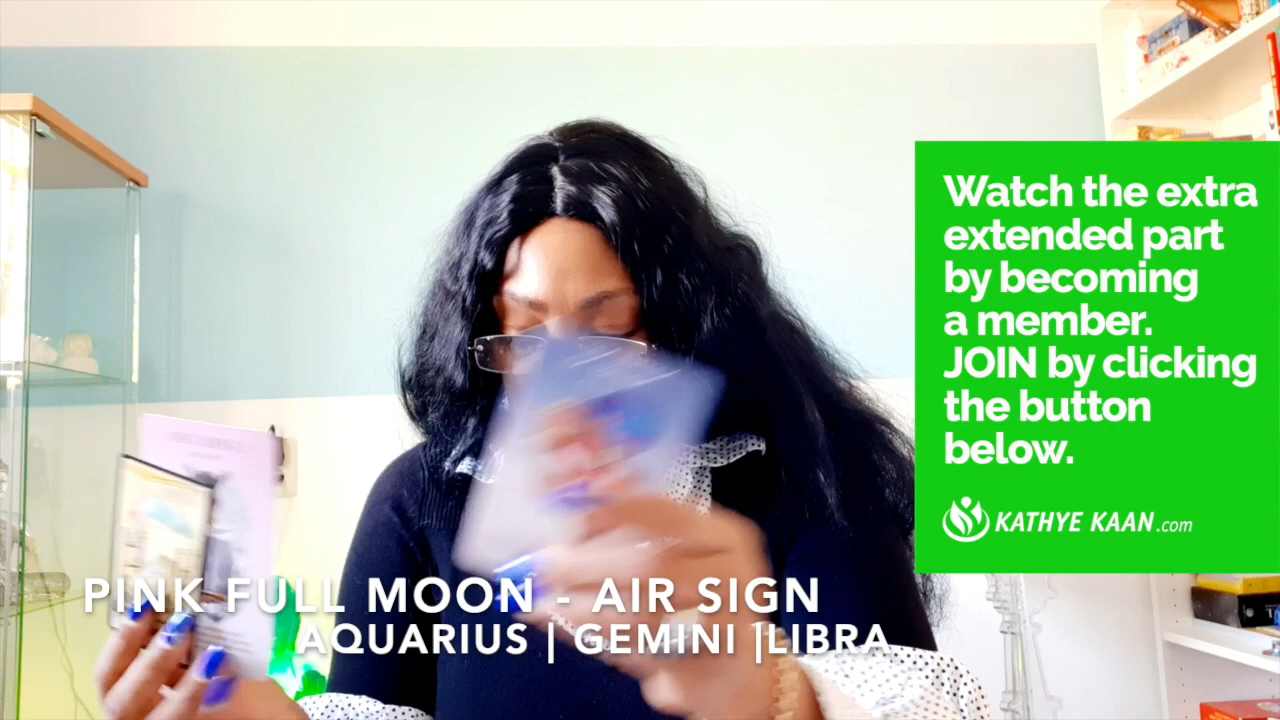 Watch the extra
extended part
by becoming
a member.
JOIN by clicking
the button
below.
KATHYE KAAN.com
PINK FULL MOON - AIR SIGN
AQUARIUS | GEMINI |LIBRA